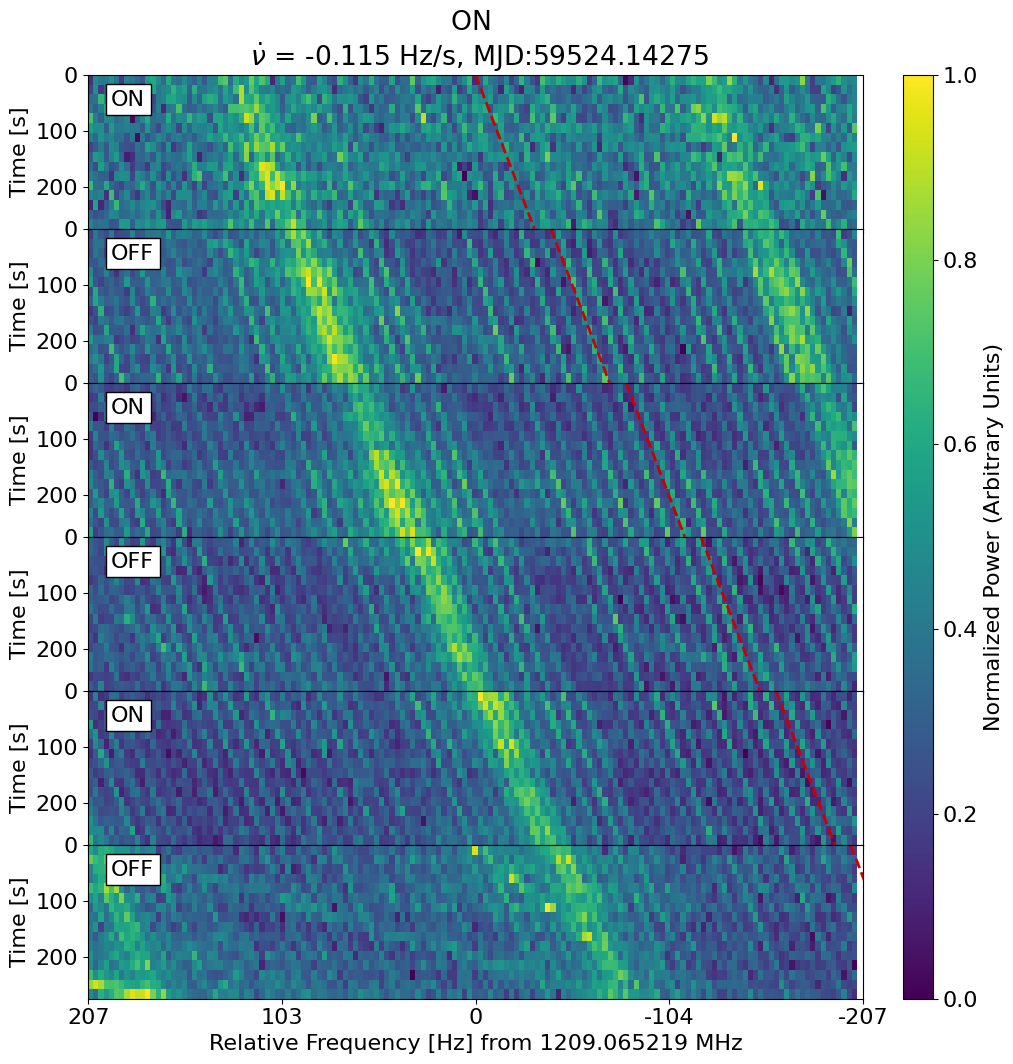 ON
ν̇ = -0.115 Hz/s, MJD:59524.14275
0
ON
100
200
Time [s]
0
OFF
100
200
Time [s]
0
ON
100
200
Time [s]
0
OFF
100
200
Time [s]
0
ON
100
200
Time [s]
0
OFF
100
200
Time [s]
207
103
0
-104
-207
Relative Frequency [Hz] from 1209.065219 MHz
1.0
0.8
0.6
0.4
0.2
0.0
Normalized Power (Arbitrary Units)